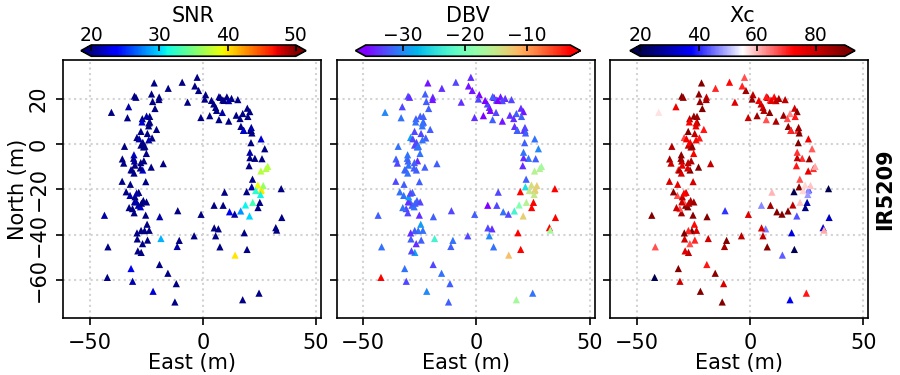 SNR DBV Xc
20 30 40 50 −30 −20 −10 20 40 60 80
North (m)
20
0
−20
−40
−60
IR5209
−50 0 50 −50 0 50 −50 0 50
East (m) East (m) East (m)